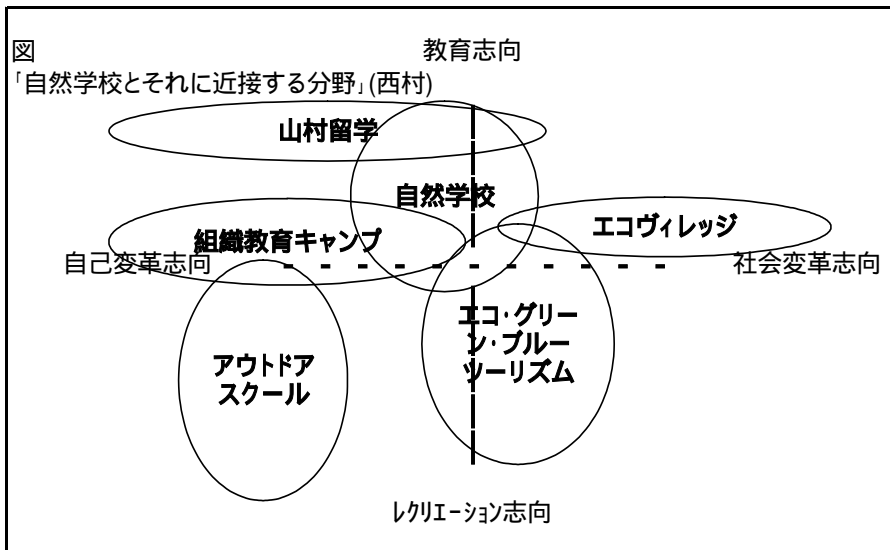 図
教育志向
「自然学校とそれに近接する分野」(西村)
山村留学
自然学校
エコヴィレッジ
組織教育キャンプ
自己変革志向
社会変革志向
エコ・グリー
ン・ブルー
ツーリズム
アウトドア
スクール
レクリエーション志向